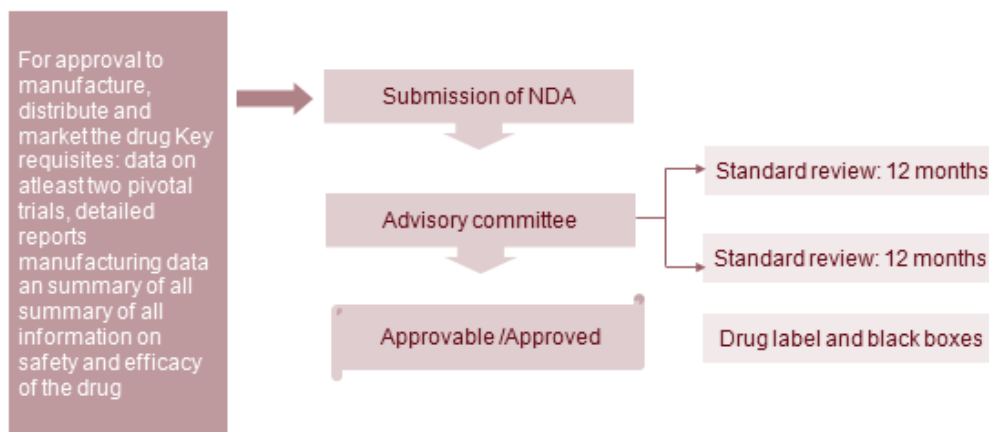 For approval to
manufacture,
distribute and
market the drug Key
requisites: data on
atleast two pivotal
trials, detailed
reports
manufacturing data
an summary of all
summary of all
information on
safety and efficacy
of the drug
Submission of NDA
Advisory committee
Standard review: 12 months
Standard review: 12 months
Approvable /Approved
Drug label and black boxes